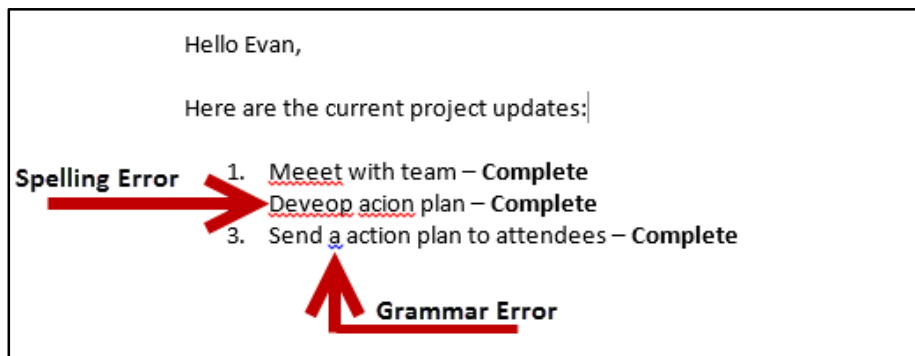 Hello Evan,
Here are the current project updates:
1. Meeet with team – Complete
Spelling Error
Deveop acion plan – Complete
3. Send a action plan to attendees – Complete
Grammar Error